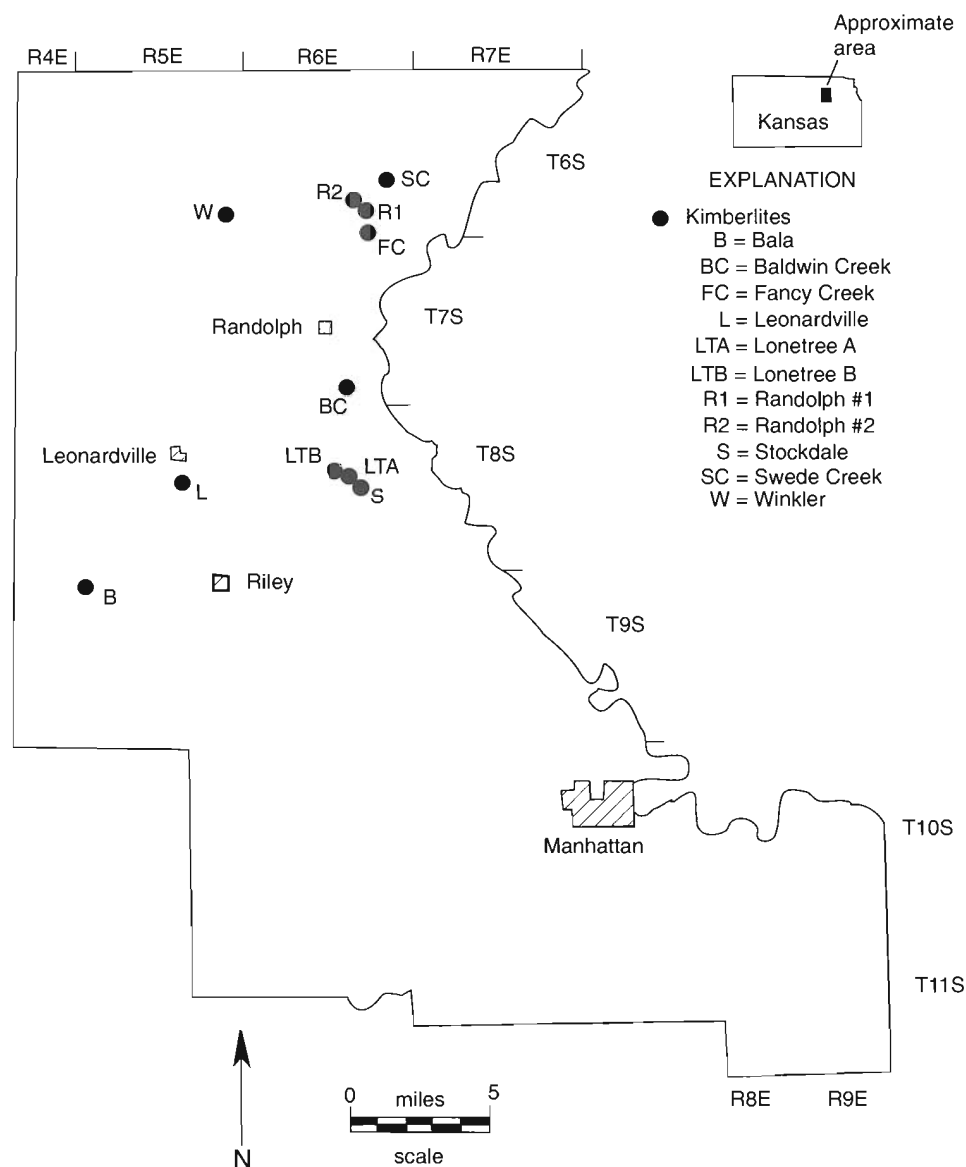 Approximate
area
R4E R5E R6E R7E
Kansas
T6S
EXPLANATION
SC
R2
R1
W
FC
Kimberlites
B = Bala
BC = Baldwin Creek
FC = Fancy Creek
L = Leonardville
LTA = Lonetree A
LTB = Lonetree B
R1 = Randolph #1
R2 = Randolph #2
S = Stockdale
SC = Swede Creek
W = Winkler
T7S
Randolph
BC
Leonardville
LTB
LTA
T8S
L
S
B
Riley
T9S
Manhattan
T10S
T11S
0 miles 5
scale
R8E R9E
N